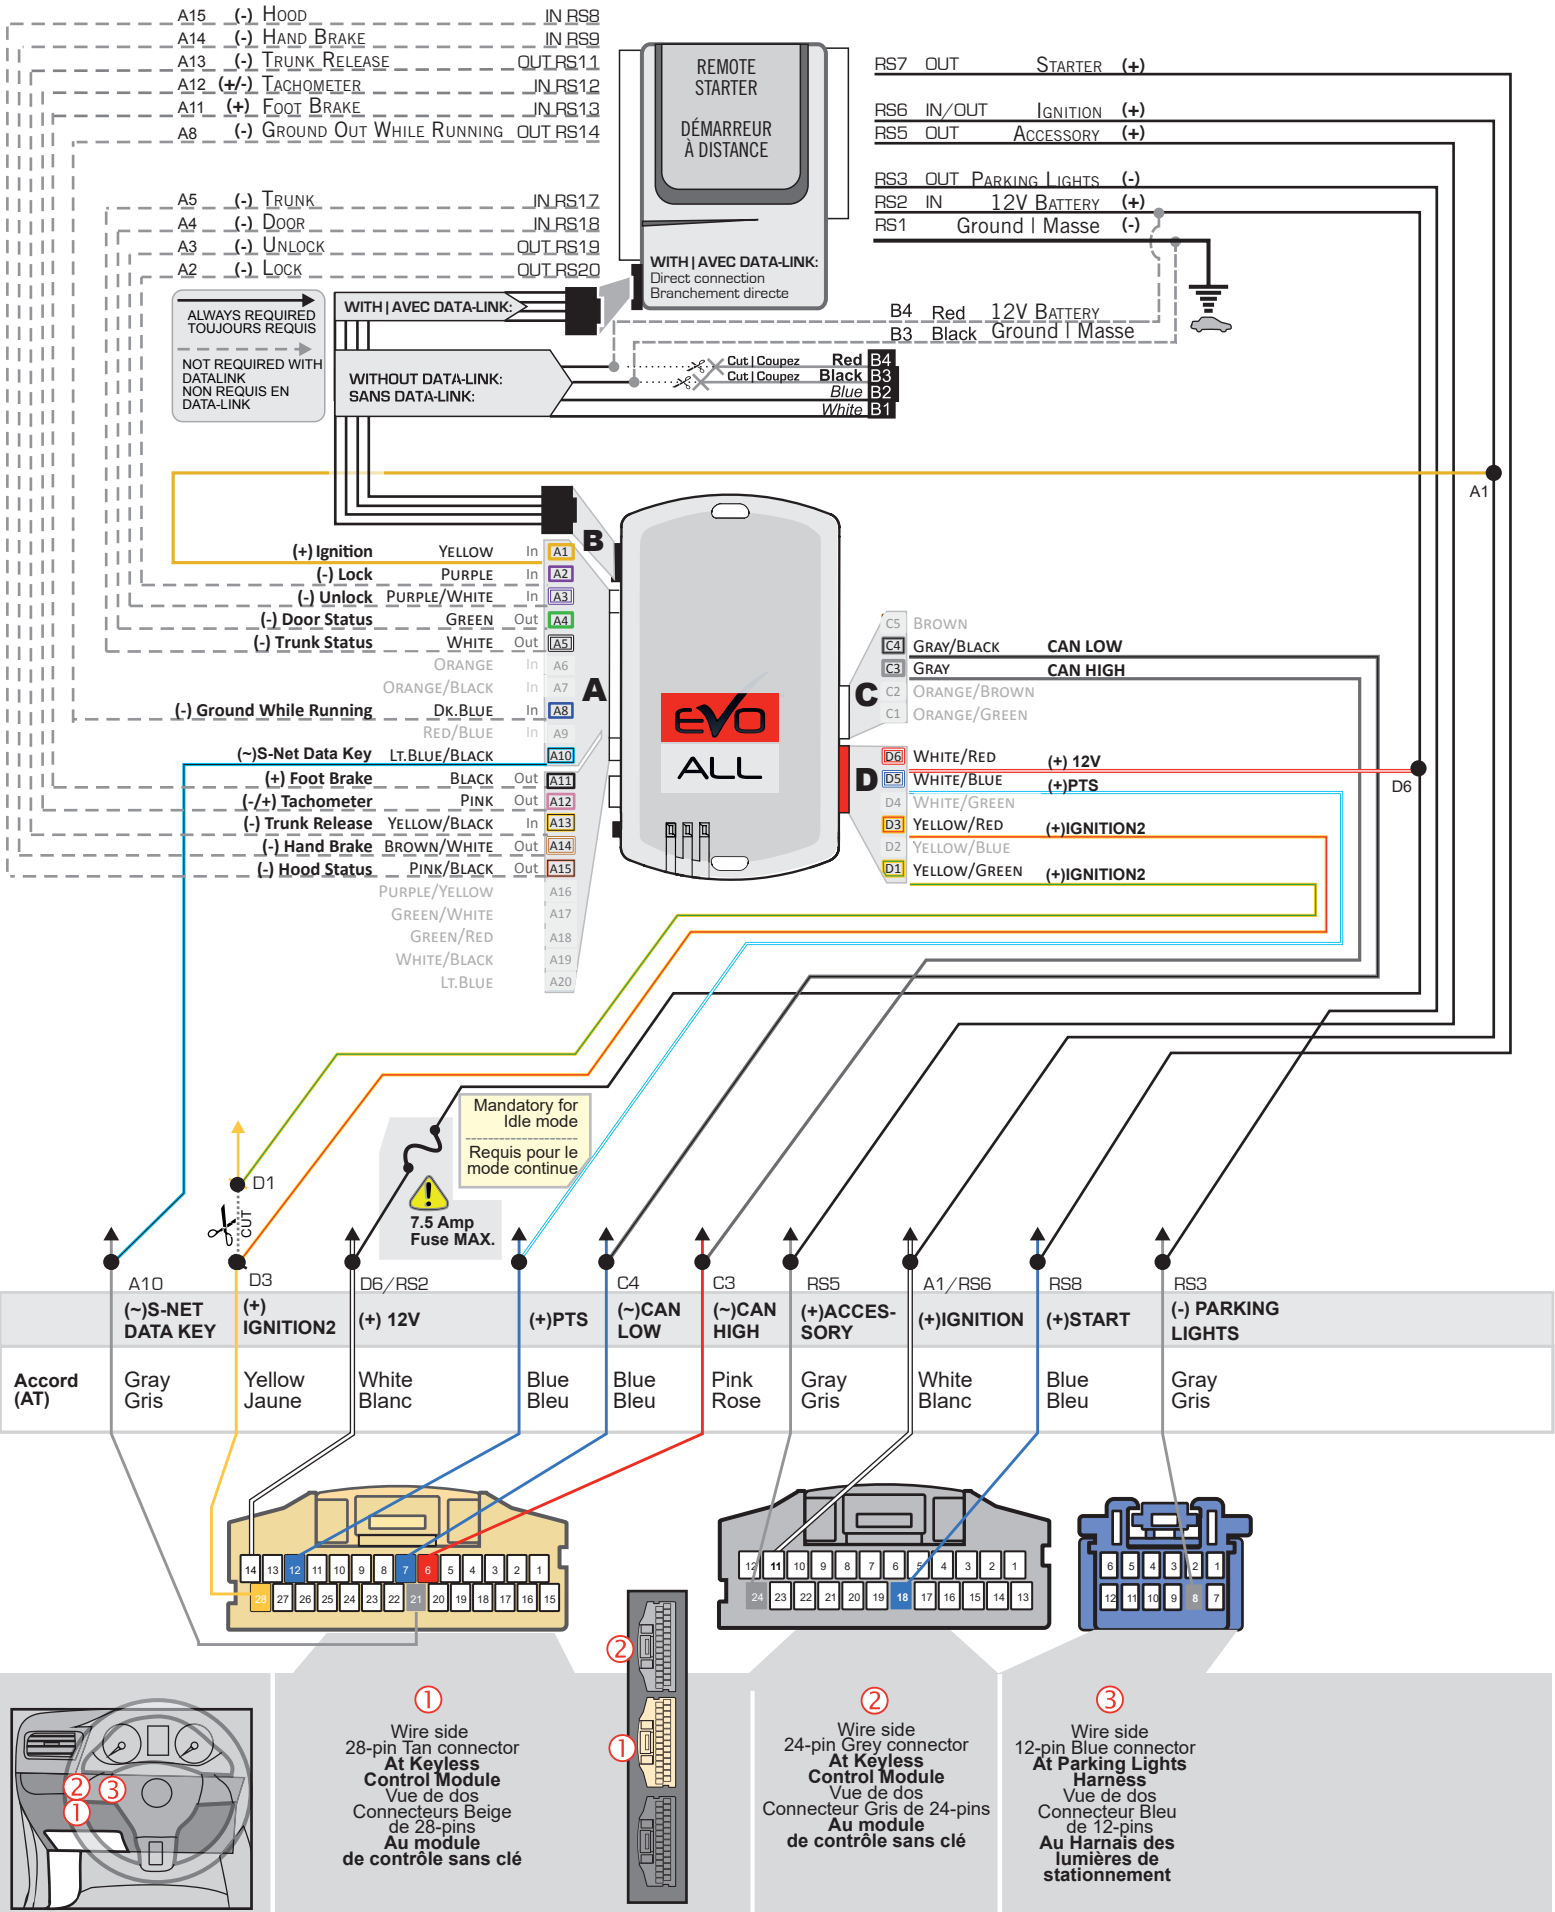 A15 (-) HOOD IN RS8
A14 (-) HAND BRAKE IN RS9
A13 (-) TRUNK RELEASE OUT RS11
A12 (+/-) TACHOMETER IN RS12
A11 (+) FOOT BRAKE IN RS13
A8 (-) GROUND OUT WHILE RUNNING OUT RS14
A5 (-) TRUNK IN RS17
A4 (-) DOOR IN RS18
A3 (-) UNLOCK OUT RS19
A2 (-) LOCK OUT RS20
REMOTE
STARTER
DÉMARREUR
À DISTANCE
WITH | AVEC DATA-LINK:
Direct connection
Branchement directe
RS7 OUT STARTER (+)
RS6 IN/OUT IGNITION (+)
RS5 OUT ACCESSORY (+)
RS3 OUT PARKING LIGHTS (-)
RS2 IN 12V BATTERY (+)
RS1 Ground | Masse (-)
ALWAYS REQUIRED
TOUJOURS REQUIS
NOT REQUIRED WITH
DATALINK
NON REQUIS EN
DATA-LINK
WITH | AVEC DATA-LINK:
WITHOUT DATA-LINK:
SANS DATA-LINK:
B4 Red 12V BATTERY
B3 Black Ground | Masse
Cut | Coupez Red B4
Cut | Coupez Black B3
Blue B2
White B1
A1
B
(+) Ignition YELLOW In A1
(-) Lock PURPLE In A2
(-) Unlock PURPLE/WHITE In A3
(-) Door Status GREEN Out A4
(-) Trunk Status WHITE Out A5
ORANGE In A6
ORANGE/BLACK In A7
(-) Ground While Running DK.BLUE In A8
RED/BLUE In A9
(~)S-Net Data Key LT.BLUE/BLACK A10
(+) Foot Brake BLACK Out A11
(-/+) Tachometer PINK Out A12
(-) Trunk Release YELLOW/BLACK In A13
(-) Hand Brake BROWN/WHITE Out A14
(-) Hood Status PINK/BLACK Out A15
PURPLE/YELLOW A16
GREEN/WHITE A17
GREEN/RED A18
WHITE/BLACK A19
LT.BLUE A20
A
EVO
ALL
C
C5 BROWN
C4 GRAY/BLACK CAN LOW
C3 GRAY CAN HIGH
C2 ORANGE/BROWN
C1 ORANGE/GREEN
D
D6 WHITE/RED (+) 12V
D5 WHITE/BLUE (+)PTS
D4 WHITE/GREEN
D3 YELLOW/RED (+)IGNITION2
D2 YELLOW/BLUE
D1 YELLOW/GREEN (+)IGNITION2
D6
Mandatory for
Idle mode
Requis pour le
mode continue
7.5 Amp
Fuse MAX.
D1
CUT
A10 D3 D6/RS2 C4 C3 RS5 A1/RS6 RS8 RS3
(~)S-NET
DATA KEY
(+)
IGNITION2
(+) 12V
(+)PTS
(~)CAN
LOW
(~)CAN
HIGH
(+)ACCES-
SORY
(+)IGNITION
(+)START
(-) PARKING
LIGHTS
Accord
(AT)
Gray
Gris
Yellow
Jaune
White
Blanc
Blue
Bleu
Blue
Bleu
Pink
Rose
Gray
Gris
White
Blanc
Blue
Bleu
Gray
Gris
14 13 12 11 10 9 8 7 6 5 4 3 2 1
28 27 26 25 24 23 22 21 20 19 18 17 16 15
12 11 10 9 8 7 6 5 4 3 2 1
24 23 22 21 20 19 18 17 16 15 14 13
6 5 4 3 2 1
12 11 10 9 8 7
2
3
1
1
Wire side
28-pin Tan connector
At Keyless
Control Module
Vue de dos
Connecteurs Beige
de 28-pins
Au module
de contrôle sans clé
2
1
2
Wire side
24-pin Grey connector
At Keyless
Control Module
Vue de dos
Connecteur Gris de 24-pins
Au module
de contrôle sans clé
3
Wire side
12-pin Blue connector
At Parking Lights
Harness
Vue de dos
Connecteur Bleu
de 12-pins
Au Harnais des
lumières de
stationnement